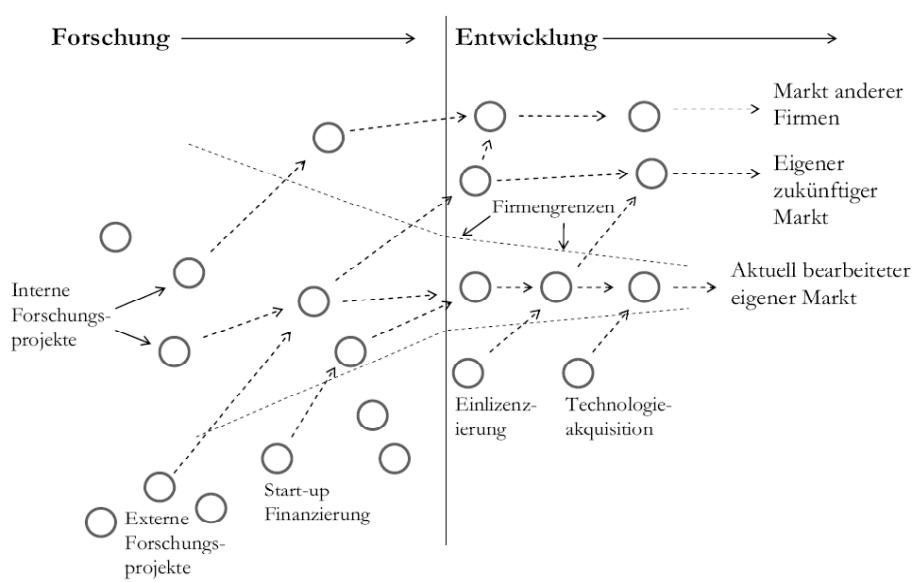 Forschung
Entwicklung
Markt anderer
Firmen
Eigener
zukünftiger
Markt
Firmengrenzen
Aktuell bearbeiteter
eigener Markt
Interne
Forschungs-
projekte
Einlizenz-
ierung
Technologie-
akquisition
Start-up
Finanzierung
Externe
Forschungs-
projekte